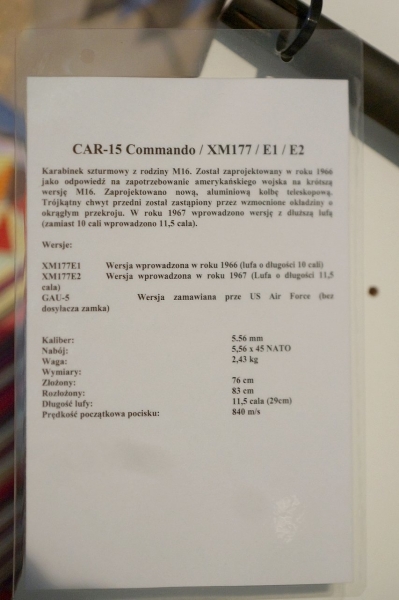 CAR-15 Commando / XM177 / E1 / E2
Karabinek szturmowy z rodziny M16. Został zaprojektowany w roku 1966
jako odpowiedź na zapotrzebowanie amerykańskiego wojska na krótszą
wersję M16. Zaprojektowano nową, aluminiową kolbę teleskopową.
Trójkątny chwyt przedni został zastąpiony przez wzmocnione okładziny o
okrągłym przekroju. W roku 1967 wprowadzono wersję z dłuższą lufą
(zamiast 10 cali wprowadzono 11,5 cala).
Wersje:
XM177E1 Wersja wprowadzona w roku 1966 (lufa o długości 10 cali)
XM177E2 Wersja wprowadzona w roku 1967 (Lufa o długości 11,5
cala)
GAU-5 Wersja zamawiana prze US Air Force (bez
dosyłacza zamka)
Kaliber: 5.56 mm
Nabój: 5,56 x 45 NATO
Waga: 2,43 kg
Wymiary:
Złożony: 76 cm
Rozłożony: 83 cm
Długość lufy: 11,5 cala (29cm)
Prędkość początkowa pocisku: 840 m/s